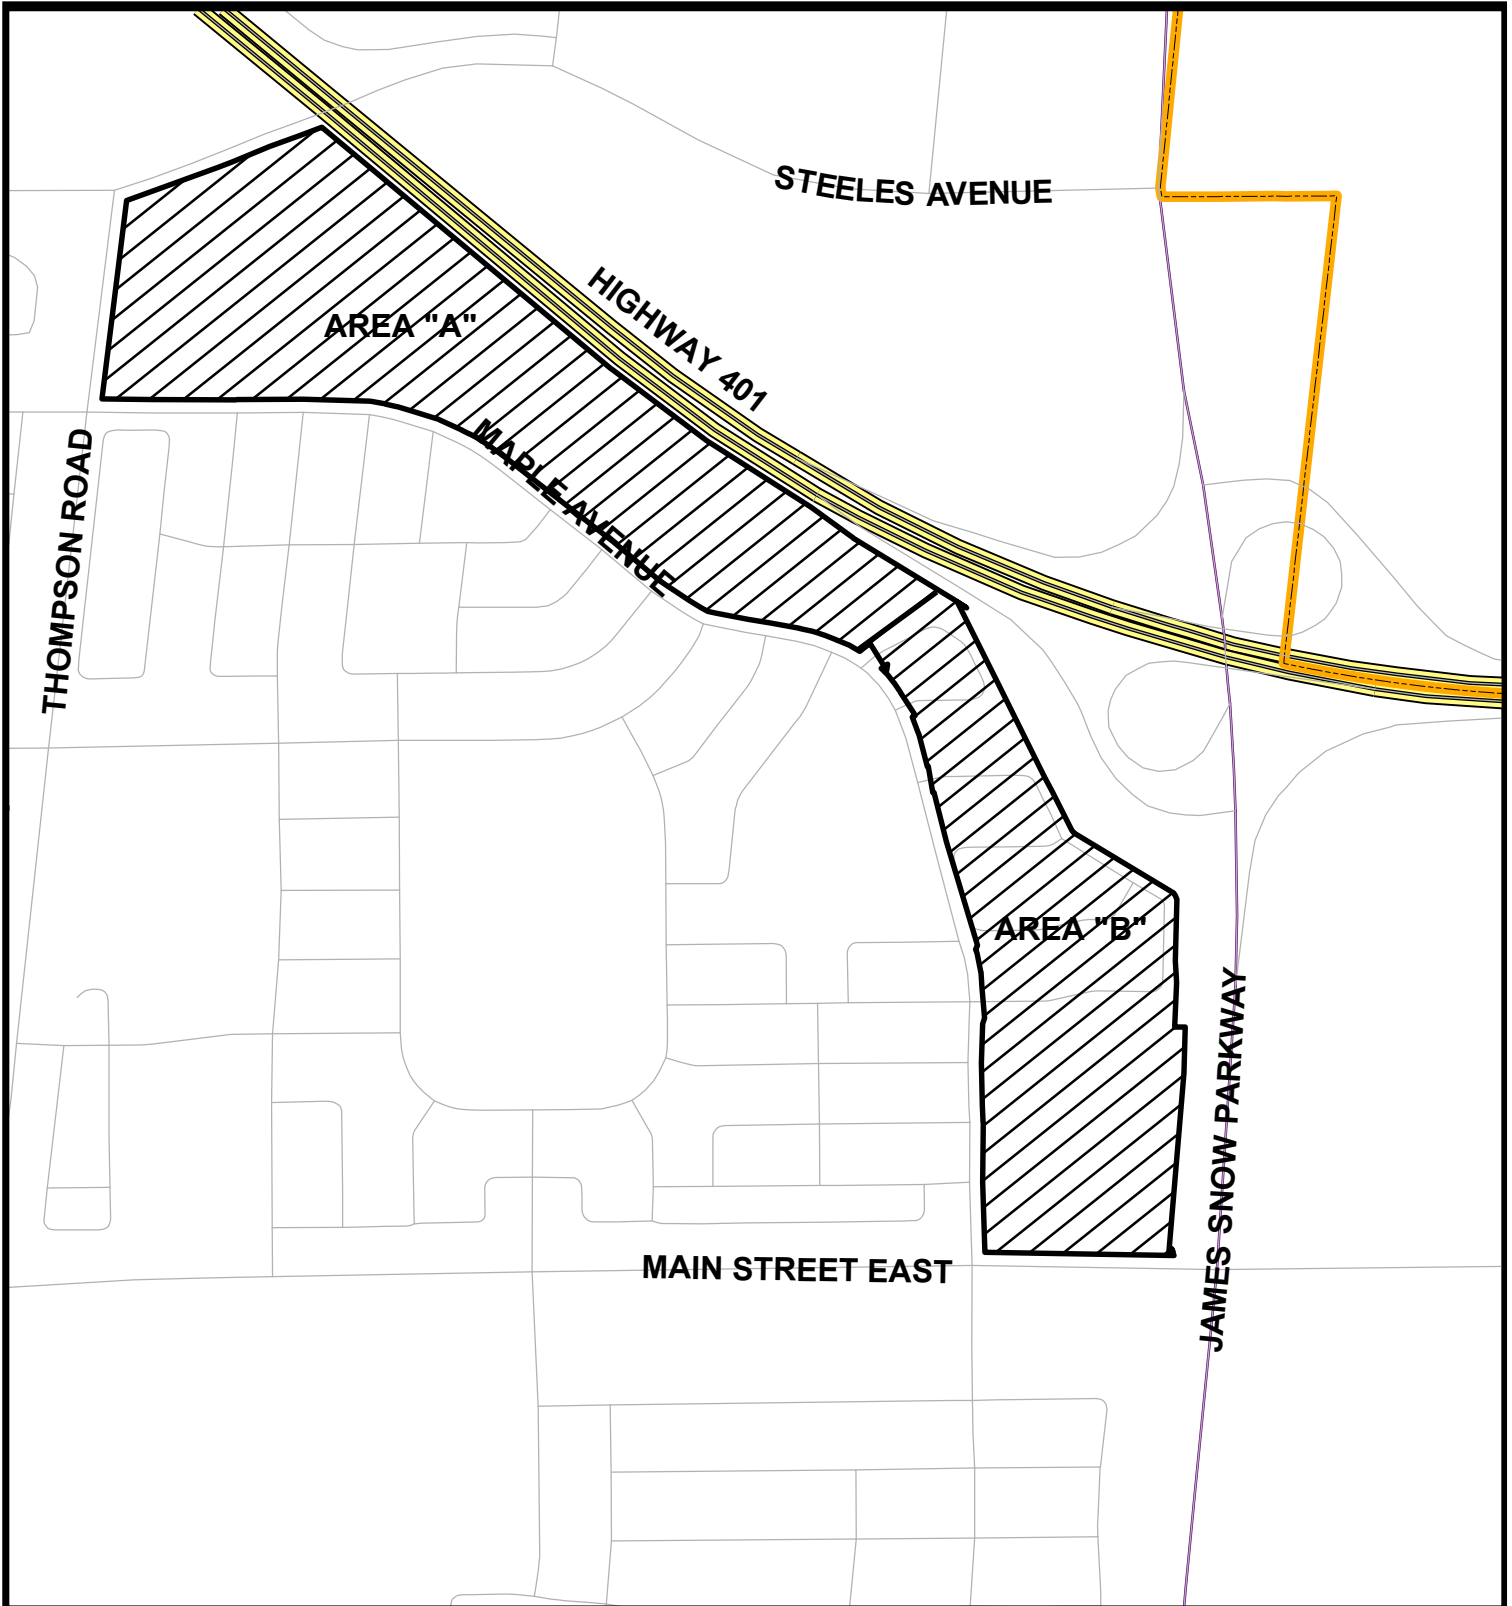 STEELES AVENUE
HIGHWAY 401
AREA "A"
MAPLE AVENUE
THOMPSON ROAD
AREA "B"
JAMES SNOW PARKWAY
MAIN STREET EAST